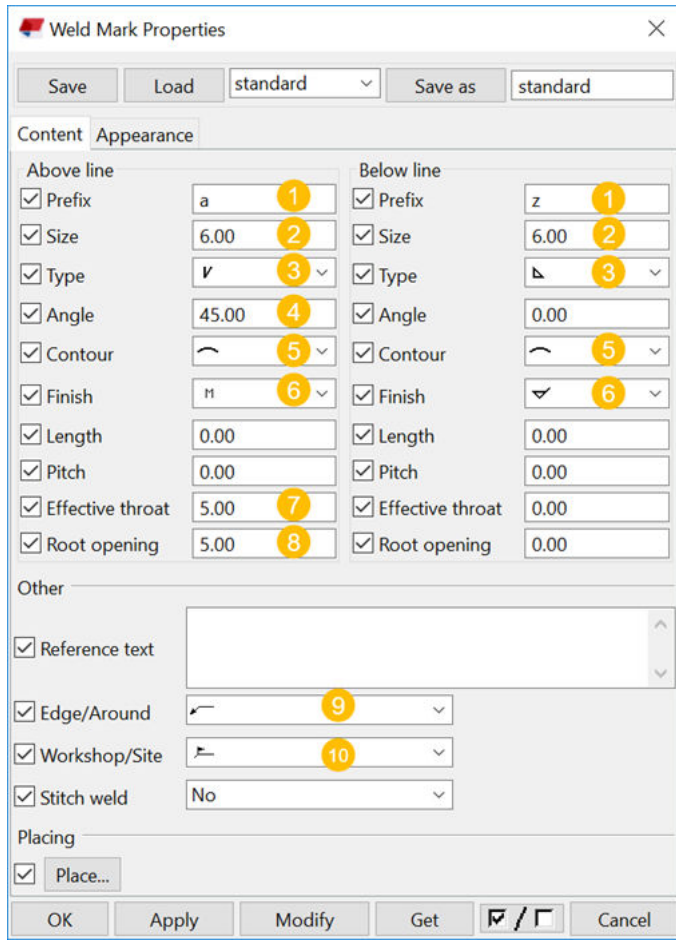 Weld Mark Properties
Save Load standard Save as standard
Content Appearance
Above line Below line
Prefix a 1 Prefix z 1
Size 6.00 2 Size 6.00 2
Type 3 Type 3
Angle 45.00 4 Angle 0.00
Contour 5 Contour 5
Finish M 6 Finish 6
Length 0.00 Length 0.00
Pitch 0.00 Pitch 0.00
Effective throat 5.00 7 Effective throat 0.00
Root opening 5.00 8 Root opening 0.00
Other
Reference text
Edge/Around 9
Workshop/Site 10
Stitch weld No
Placing
Place...
OK Apply Modify Get / Cancel